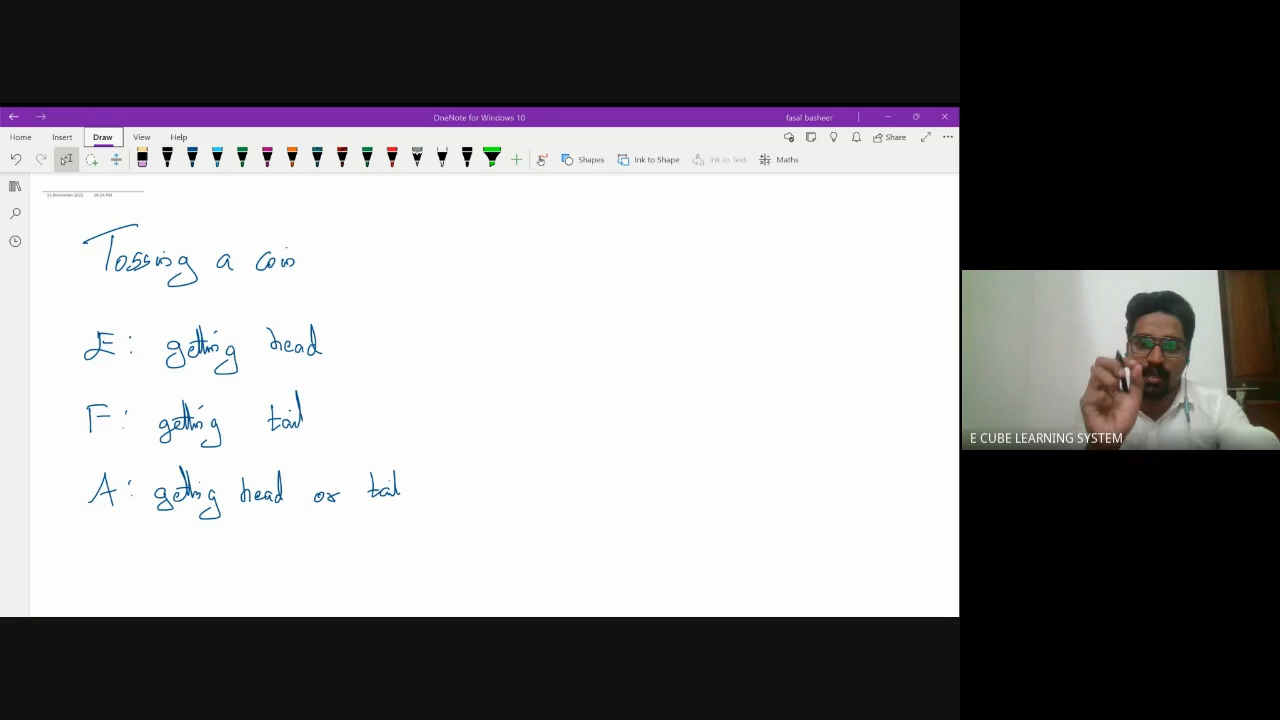 OneNote for Windows 10
fasal basheer
Home Insert Draw View Help
Share
Shapes Ink to Shape Ink to Text Maths
Tossing a coin
E: getting head
F: getting tail
A: getting head or tail
E CUBE LEARNING SYSTEM